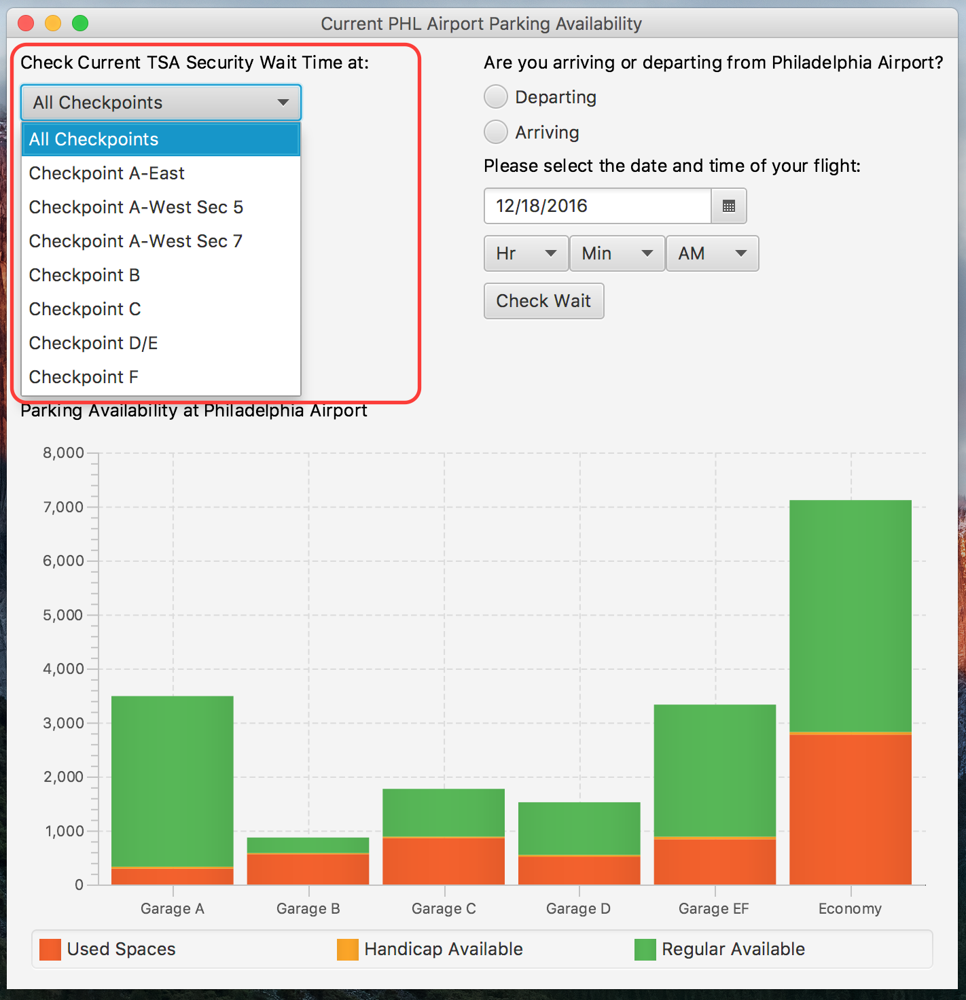 Current PHL Airport Parking Availability
Check Current TSA Security Wait Time at:
All Checkpoints
All Checkpoints
Checkpoint A-East
Checkpoint A-West Sec 5
Checkpoint A-West Sec 7
Checkpoint B
Checkpoint C
Checkpoint D/E
Checkpoint F
Are you arriving or departing from Philadelphia Airport?
Departing
Arriving
Please select the date and time of your flight:
12/18/2016
Hr Min AM
Check Wait
Parking Availability at Philadelphia Airport
8,000
7,000
6,000
5,000
4,000
3,000
2,000
1,000
0
Garage A Garage B Garage C Garage D Garage EF Economy
Used Spaces Handicap Available Regular Available